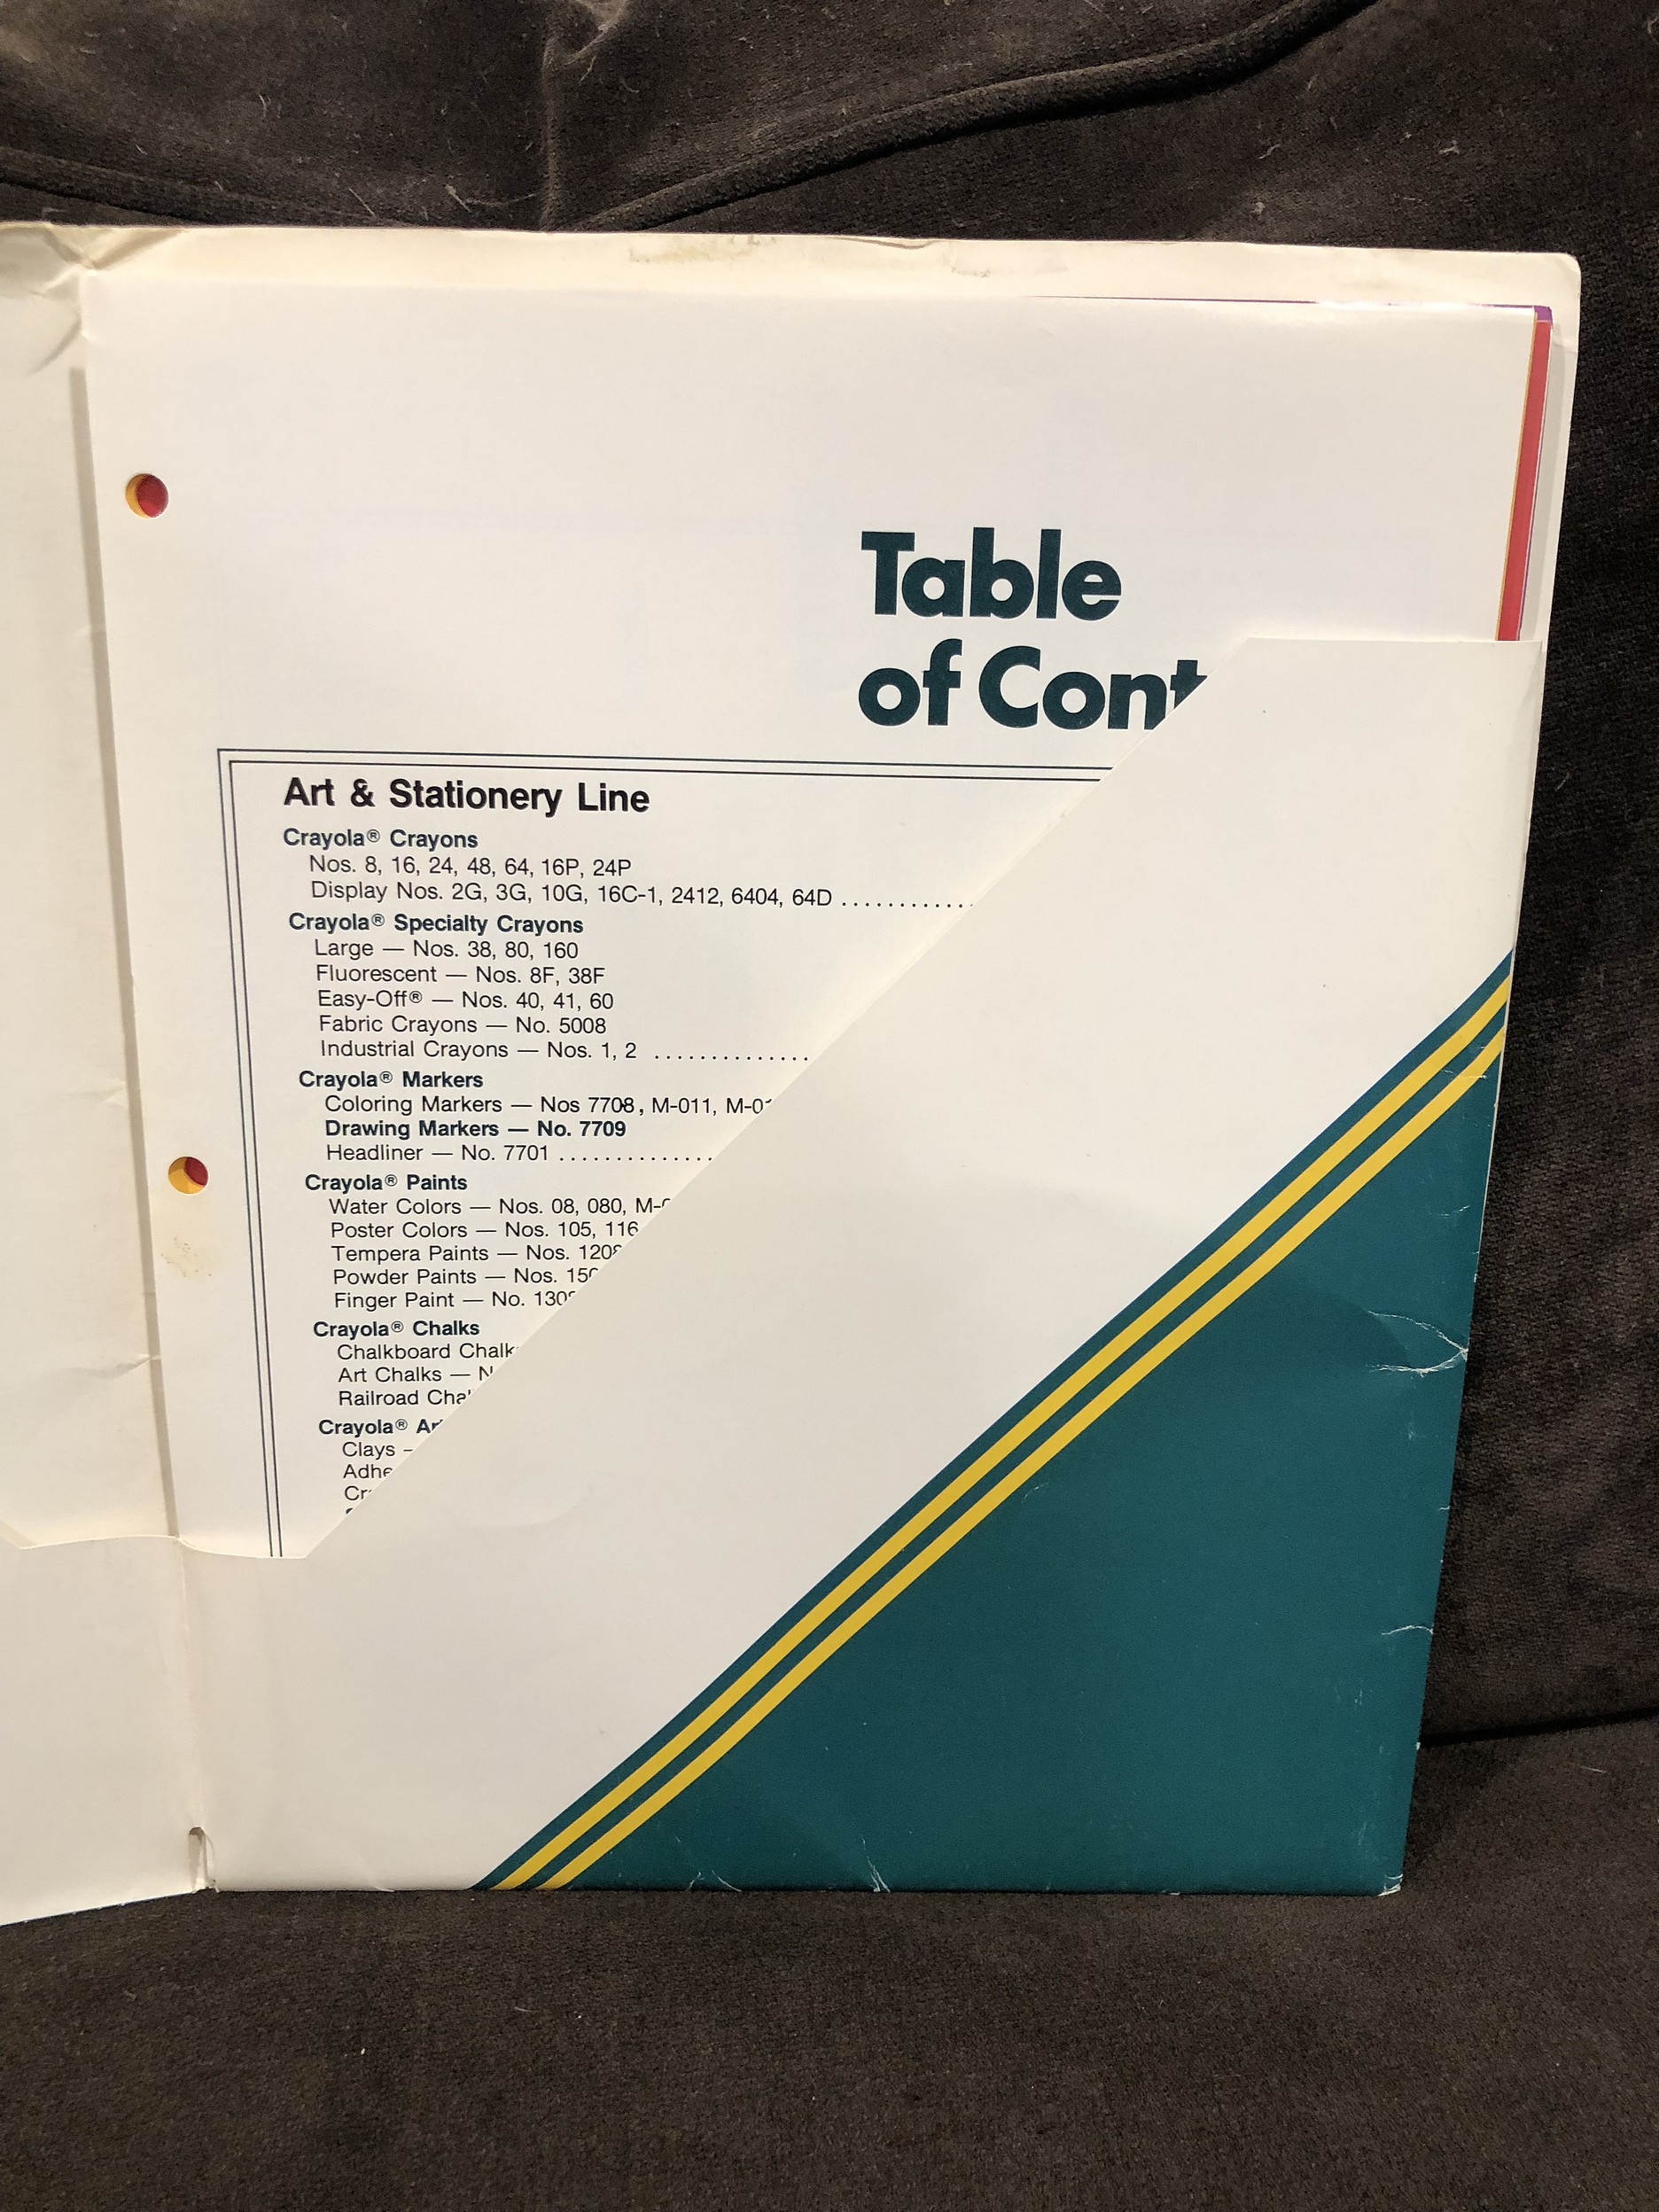 Table
of Cont
Art & Stationery Line
Crayola® Crayons
Nos. 8, 16, 24, 48, 64, 16P, 24P
Display Nos. 2G, 3G, 10G, 16C-1, 2412, 6404, 64D ............
Crayola® Specialty Crayons
Large — Nos. 38, 80, 160
Fluorescent — Nos. 8F, 38F
Easy-Off® — Nos. 40, 41, 60
Fabric Crayons — No. 5008
Industrial Crayons — Nos. 1, 2 ..............
Crayola® Markers
Coloring Markers — Nos 7708, M-011,
Drawing Markers — No. 7709
Headliner — No. 7701 ..............
Crayola® Paints
Water Colors — Nos. 08, 080,
Poster Colors — Nos. 105, 116
Tempera Paints — Nos.
Powder Paints — Nos.
Finger Paint — No.
Crayola® Chalks
Chalkboard Chalk
Art Chalks —
Railroad
Crayola®
Clays